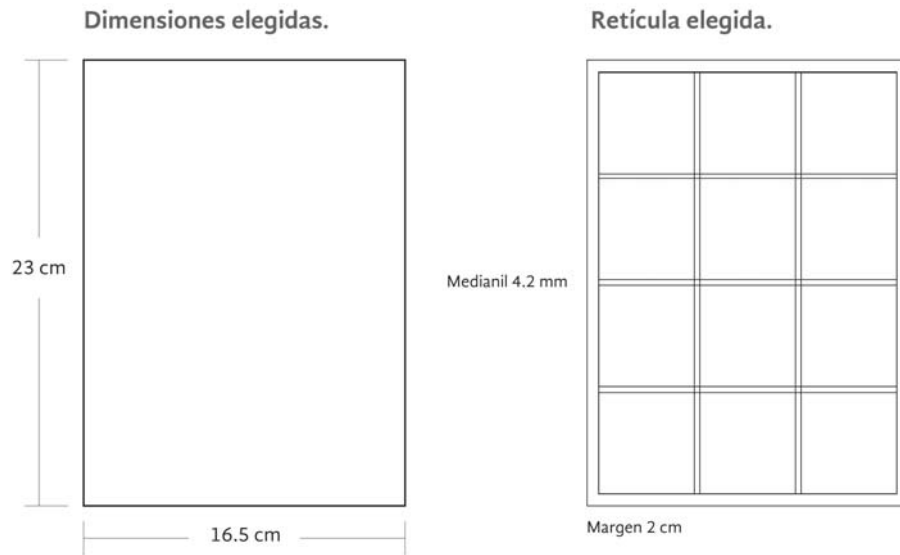 Dimensiones elegidas.
Retícula elegida.
23 cm
Medianil 4.2 mm
16.5 cm
Margen 2 cm